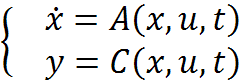 ẋ = A(x, u, t)
y = C(x, u, t)